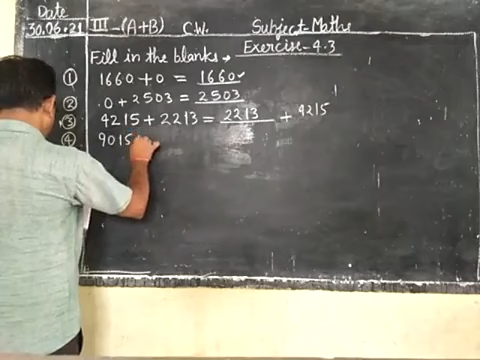 Date
30.06.21 III - (A+B) C.W. Subject - Maths
Fill in the blanks, Exercise - 4.3
① 1660 + 0 = 1660
② 0 + 2503 = 2503
③ 4215 + 2213 = 2213 + 4215
④ 9015